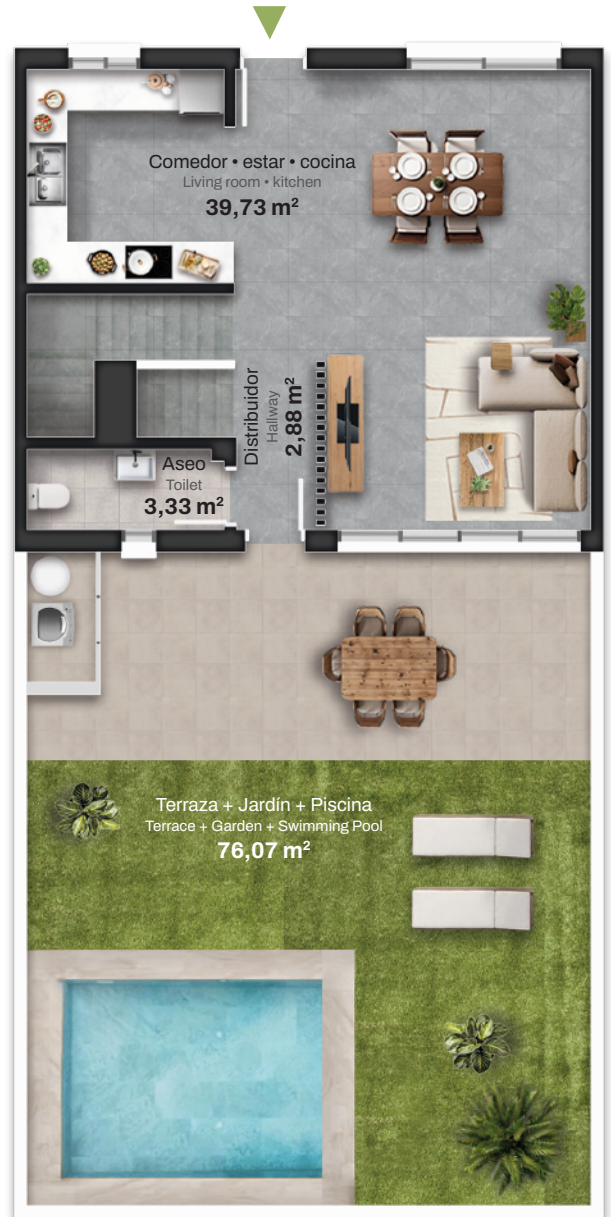 Comedor • estar • cocina
Living room • kitchen
39,73 m²
Distribuidor
Hallway
2,88 m²
Aseo
Toilet
3,33 m²
Terraza + Jardín + Piscina
Terrace + Garden + Swimming Pool
76,07 m²